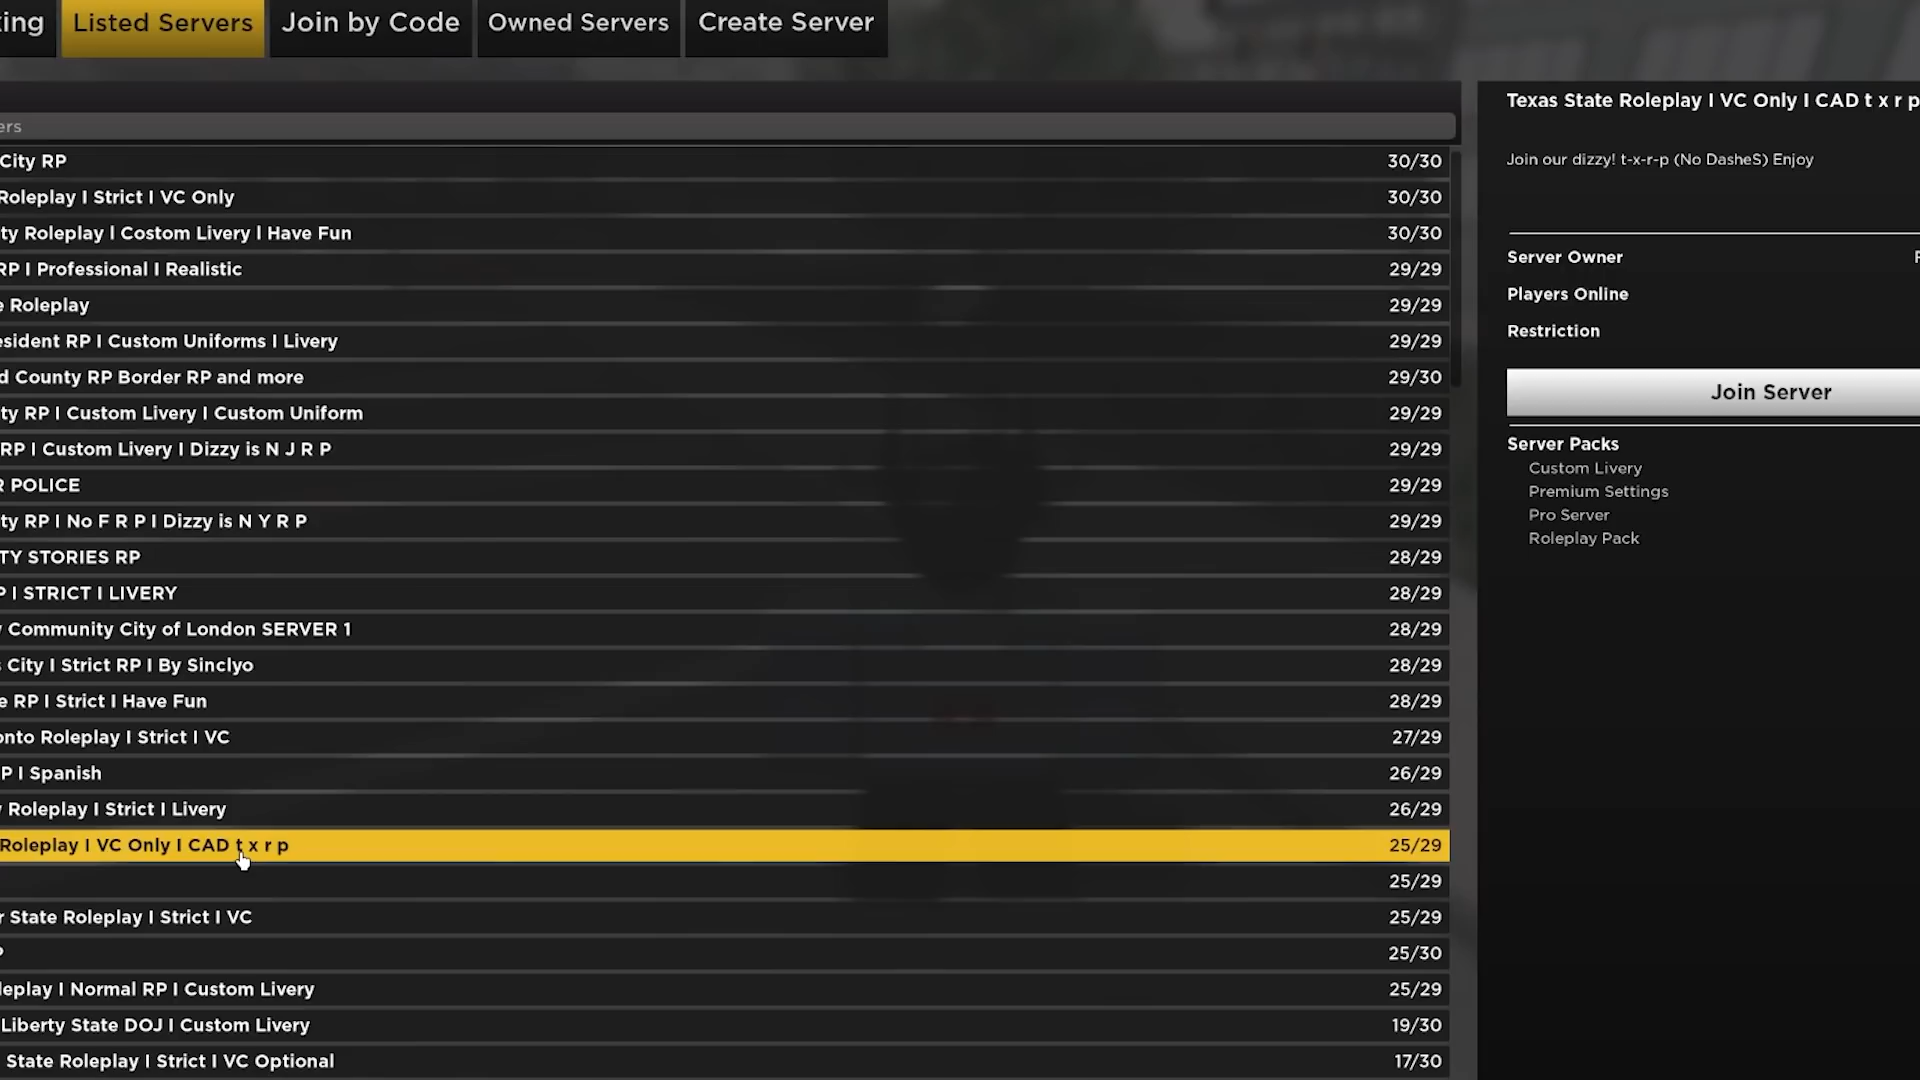 ing
Listed Servers
Join by Code
Owned Servers
Create Server
ers
City RP 30/30
Roleplay I Strict I VC Only 30/30
ty Roleplay l Costom Livery l Have Fun 30/30
RP I Professional I Realistic 29/29
e Roleplay 29/29
esident RP I Custom Uniforms I Livery 29/29
d County RP Border RP and more 29/30
ty RP I Custom Livery I Custom Uniform 29/29
RP I Custom Livery I Dizzy is N J R P 29/29
R POLICE 29/29
ty RP I No F R P I Dizzy is N Y R P 29/29
TY STORIES RP 28/29
P I STRICT I LIVERY 28/29
Community City of London SERVER 1 28/29
City I Strict RP I By Sinclyo 28/29
e RP I Strict I Have Fun 28/29
onto Roleplay I Strict I VC 27/29
P I Spanish 26/29
Roleplay I Strict I Livery 26/29
Roleplay I VC Only I CAD t x r p 25/29
25/29
r State Roleplay I Strict I VC 25/29
25/30
leplay I Normal RP I Custom Livery 25/29
Liberty State DOJ I Custom Livery 19/30
State Roleplay I Strict I VC Optional 17/30
Texas State Roleplay I VC Only I CAD t x r p
Join our dizzy! t-x-r-p (No DasheS) Enjoy
Server Owner
Players Online
Restriction
Join Server
Server Packs
Custom Livery
Premium Settings
Pro Server
Roleplay Pack